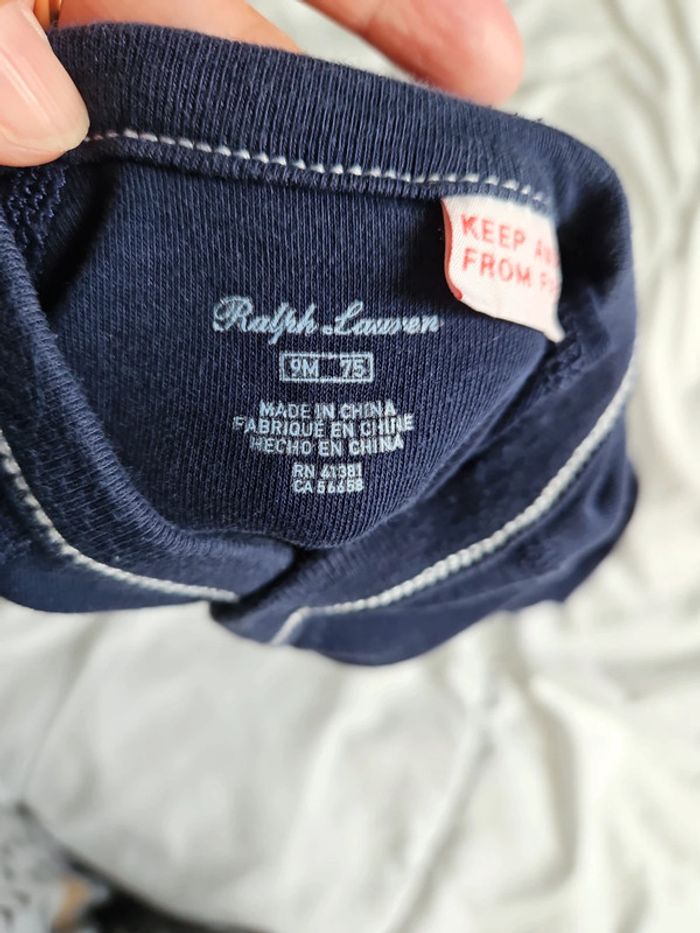 KEEP
FROM
Ralph Lauren
9M 75
MADE IN CHINA
FABRIQUÉ EN CHINE
HECHO EN CHINA
RN 41381
CA 56658